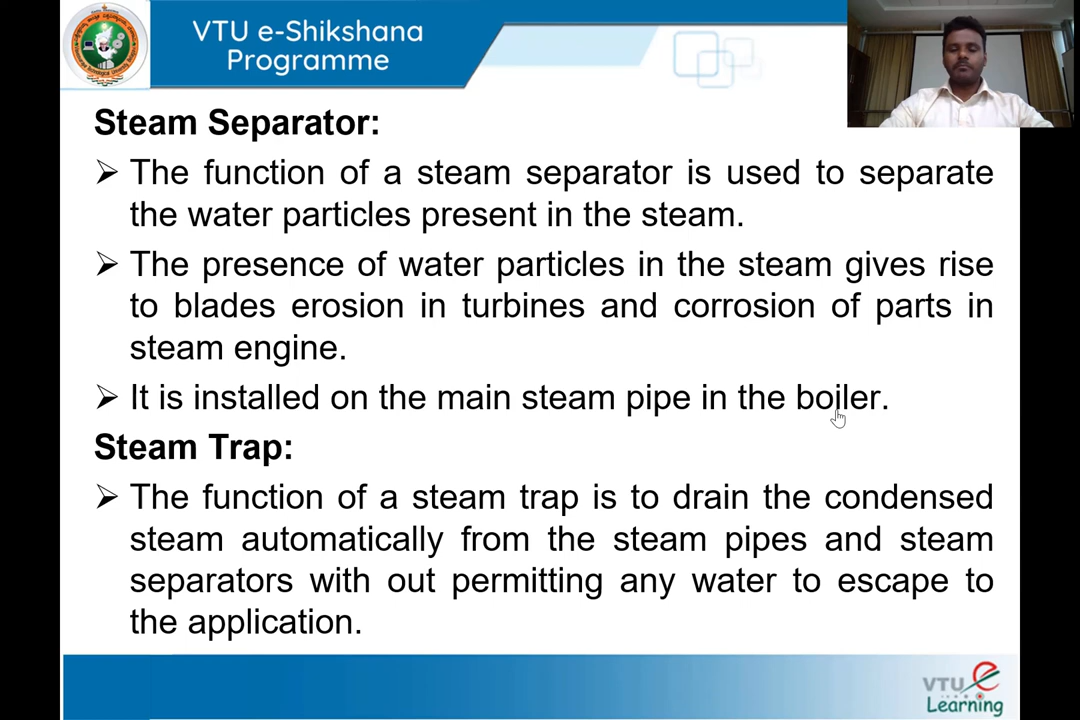 VTU e-Shikshana
Programme
Steam Separator:
➤ The function of a steam separator is used to separate
the water particles present in the steam.
➤ The presence of water particles in the steam gives rise
to blades erosion in turbines and corrosion of parts in
steam engine.
➤ It is installed on the main steam pipe in the boiler.
Steam Trap:
➤ The function of a steam trap is to drain the condensed
steam automatically from the steam pipes and steam
separators with out permitting any water to escape to
the application.
VTU e
Learning